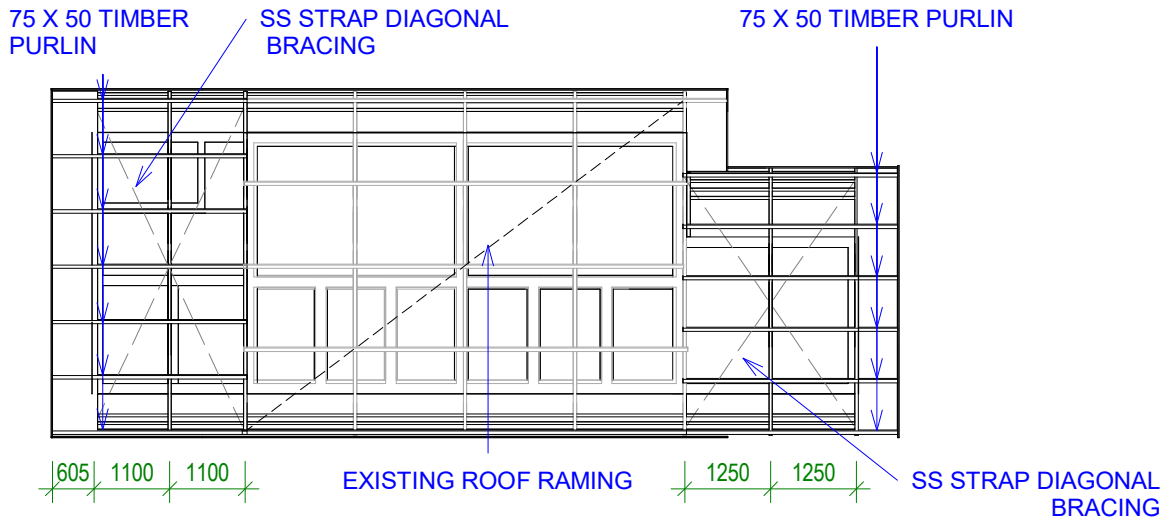 75 X 50 TIMBER
PURLIN
SS STRAP DIAGONAL
BRACING
75 X 50 TIMBER PURLIN
605
1100
1100
EXISTING ROOF RAMING
1250
1250
SS STRAP DIAGONAL
BRACING